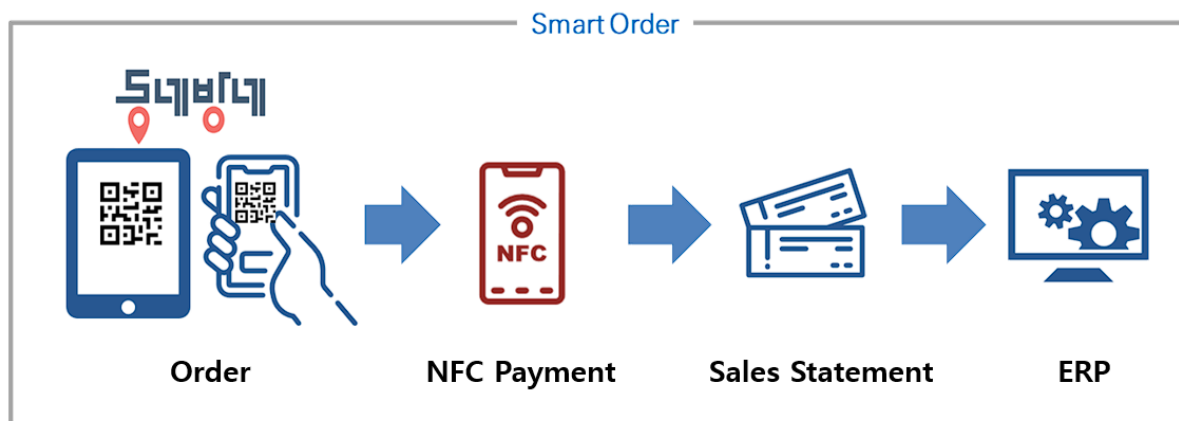 Smart Order
동네방네
NFC
Order
NFC Payment
Sales Statement
ERP